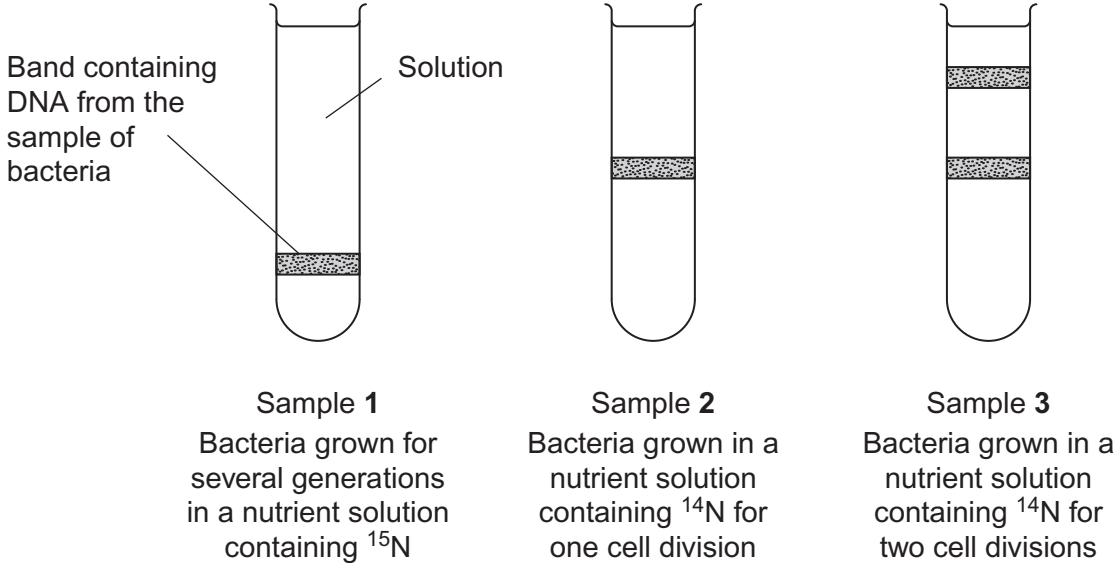 Band containing
DNA from the
sample of
bacteria
Solution
Sample 1
Bacteria grown for
several generations
in a nutrient solution
containing ¹⁵N
Sample 2
Bacteria grown in a
nutrient solution
containing ¹⁴N for
one cell division
Sample 3
Bacteria grown in a
nutrient solution
containing ¹⁴N for
two cell divisions